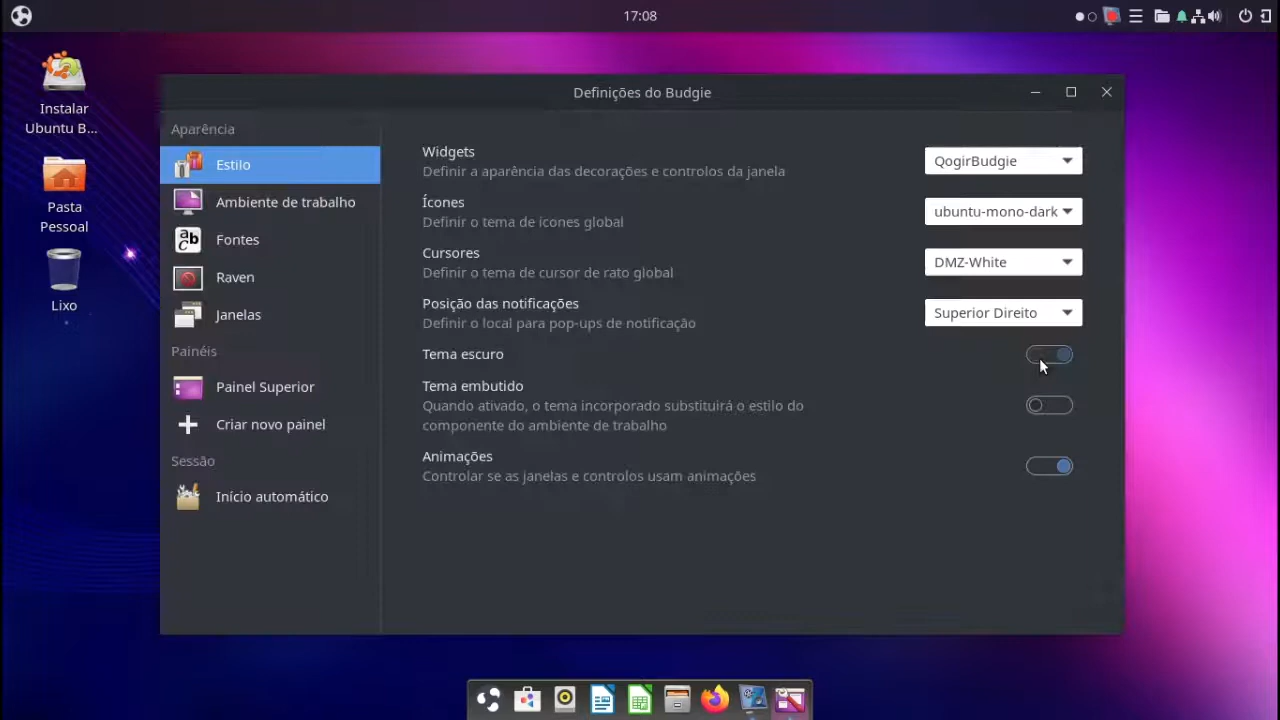 17:08
Instalar
Ubuntu B...
Pasta
Pessoal
Lixo
Definições do Budgie
Aparência
Estilo
Ambiente de trabalho
Fontes
Raven
Janelas
Painéis
Painel Superior
Criar novo painel
Sessão
Início automático
Widgets
Definir a aparência das decorações e controlos da janela
QogirBudgie
Ícones
Definir o tema de ícones global
ubuntu-mono-dark
Cursores
Definir o tema de cursor de rato global
DMZ-White
Posição das notificações
Definir o local para pop-ups de notificação
Superior Direito
Tema escuro
Tema embutido
Quando ativado, o tema incorporado substituirá o estilo do
componente do ambiente de trabalho
Animações
Controlar se as janelas e controlos usam animações